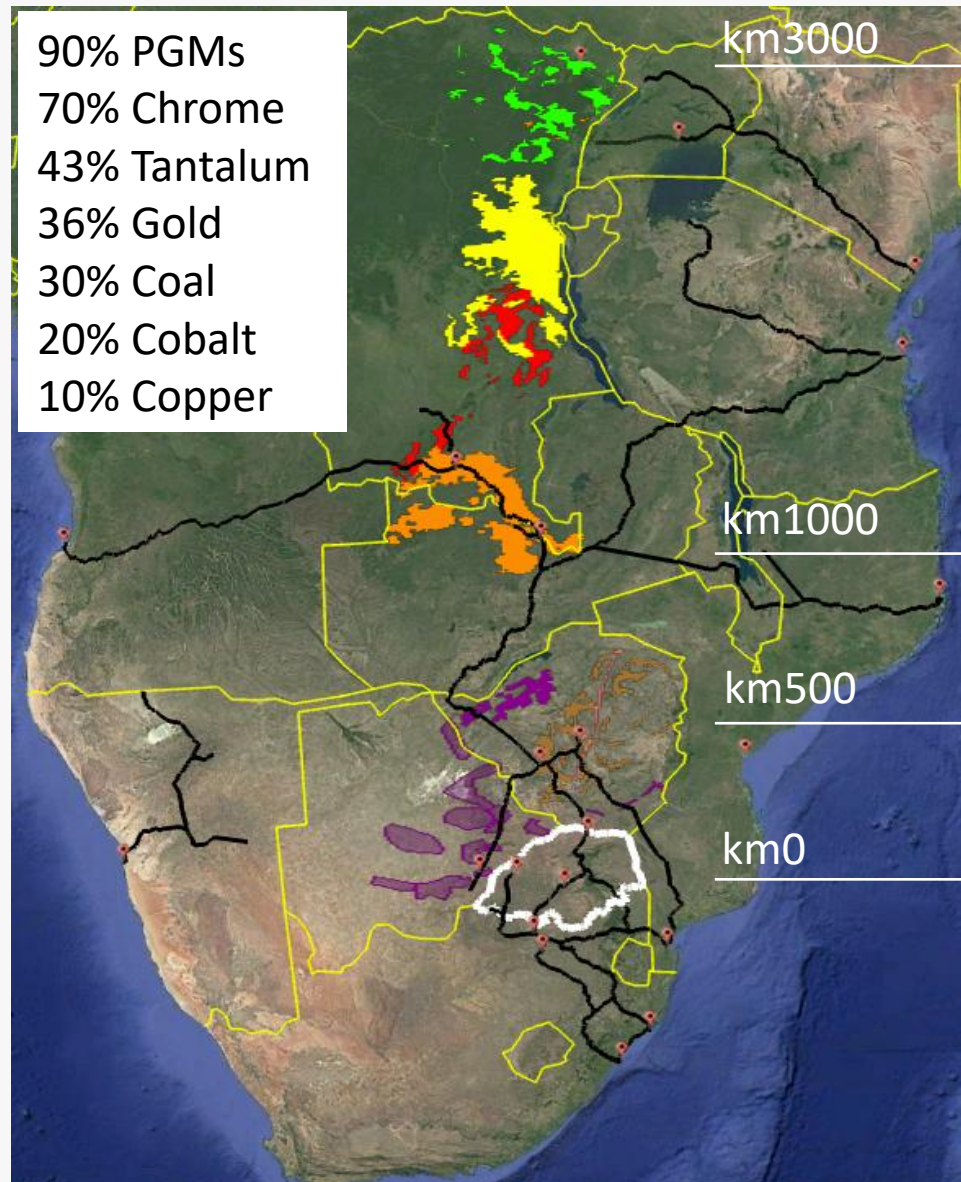 90% PGMs
70% Chrome
43% Tantalum
36% Gold
30% Coal
20% Cobalt
10% Copper
km3000
km1000
km500
km0